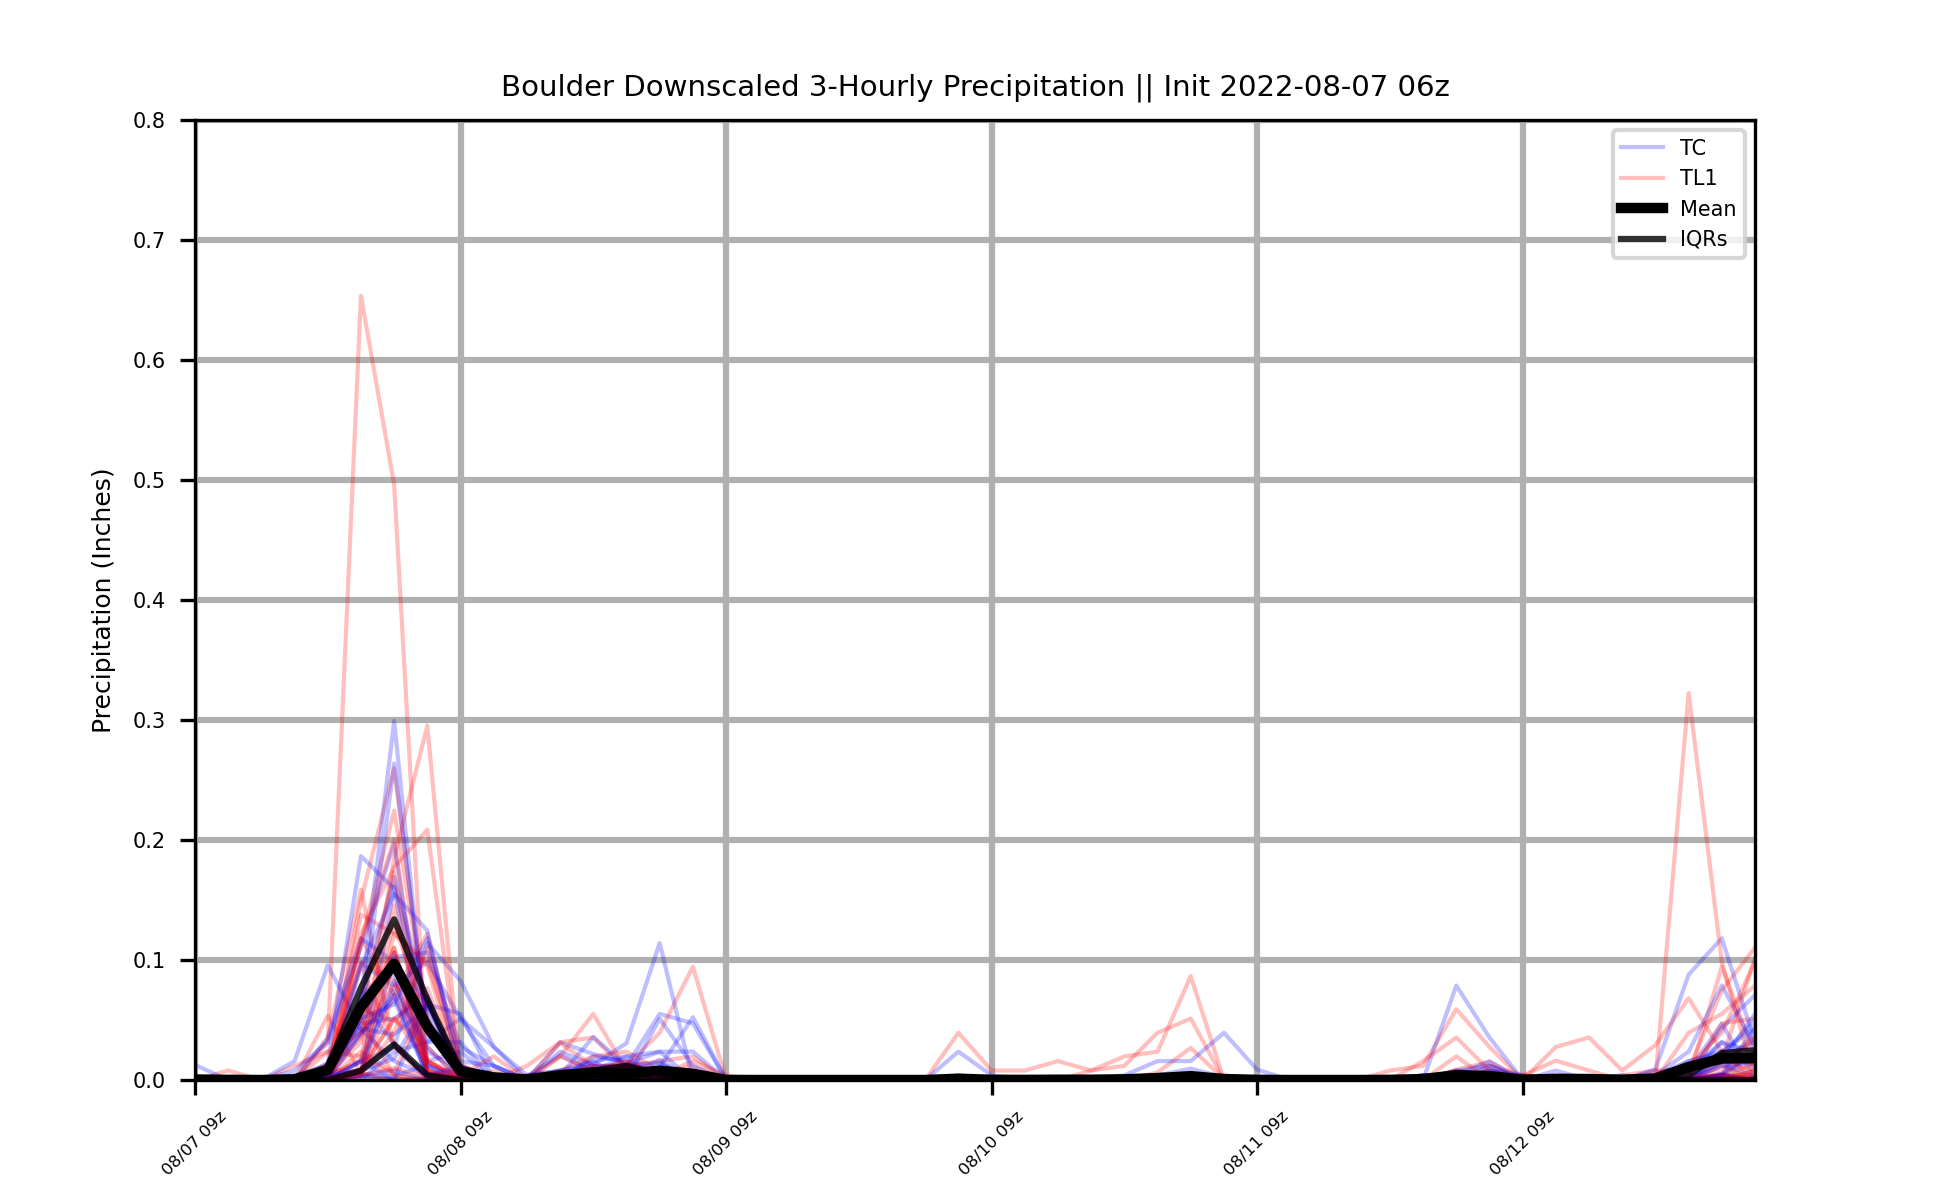 Boulder Downscaled 3-Hourly Precipitation || Init 2022-08-07 06z
TC
TL1
Mean
IQRs
Precipitation (Inches)
0.8
0.7
0.6
0.5
0.4
0.3
0.2
0.1
0.0
08/07 09z
08/08 09z
08/09 09z
08/10 09z
08/11 09z
08/12 09z